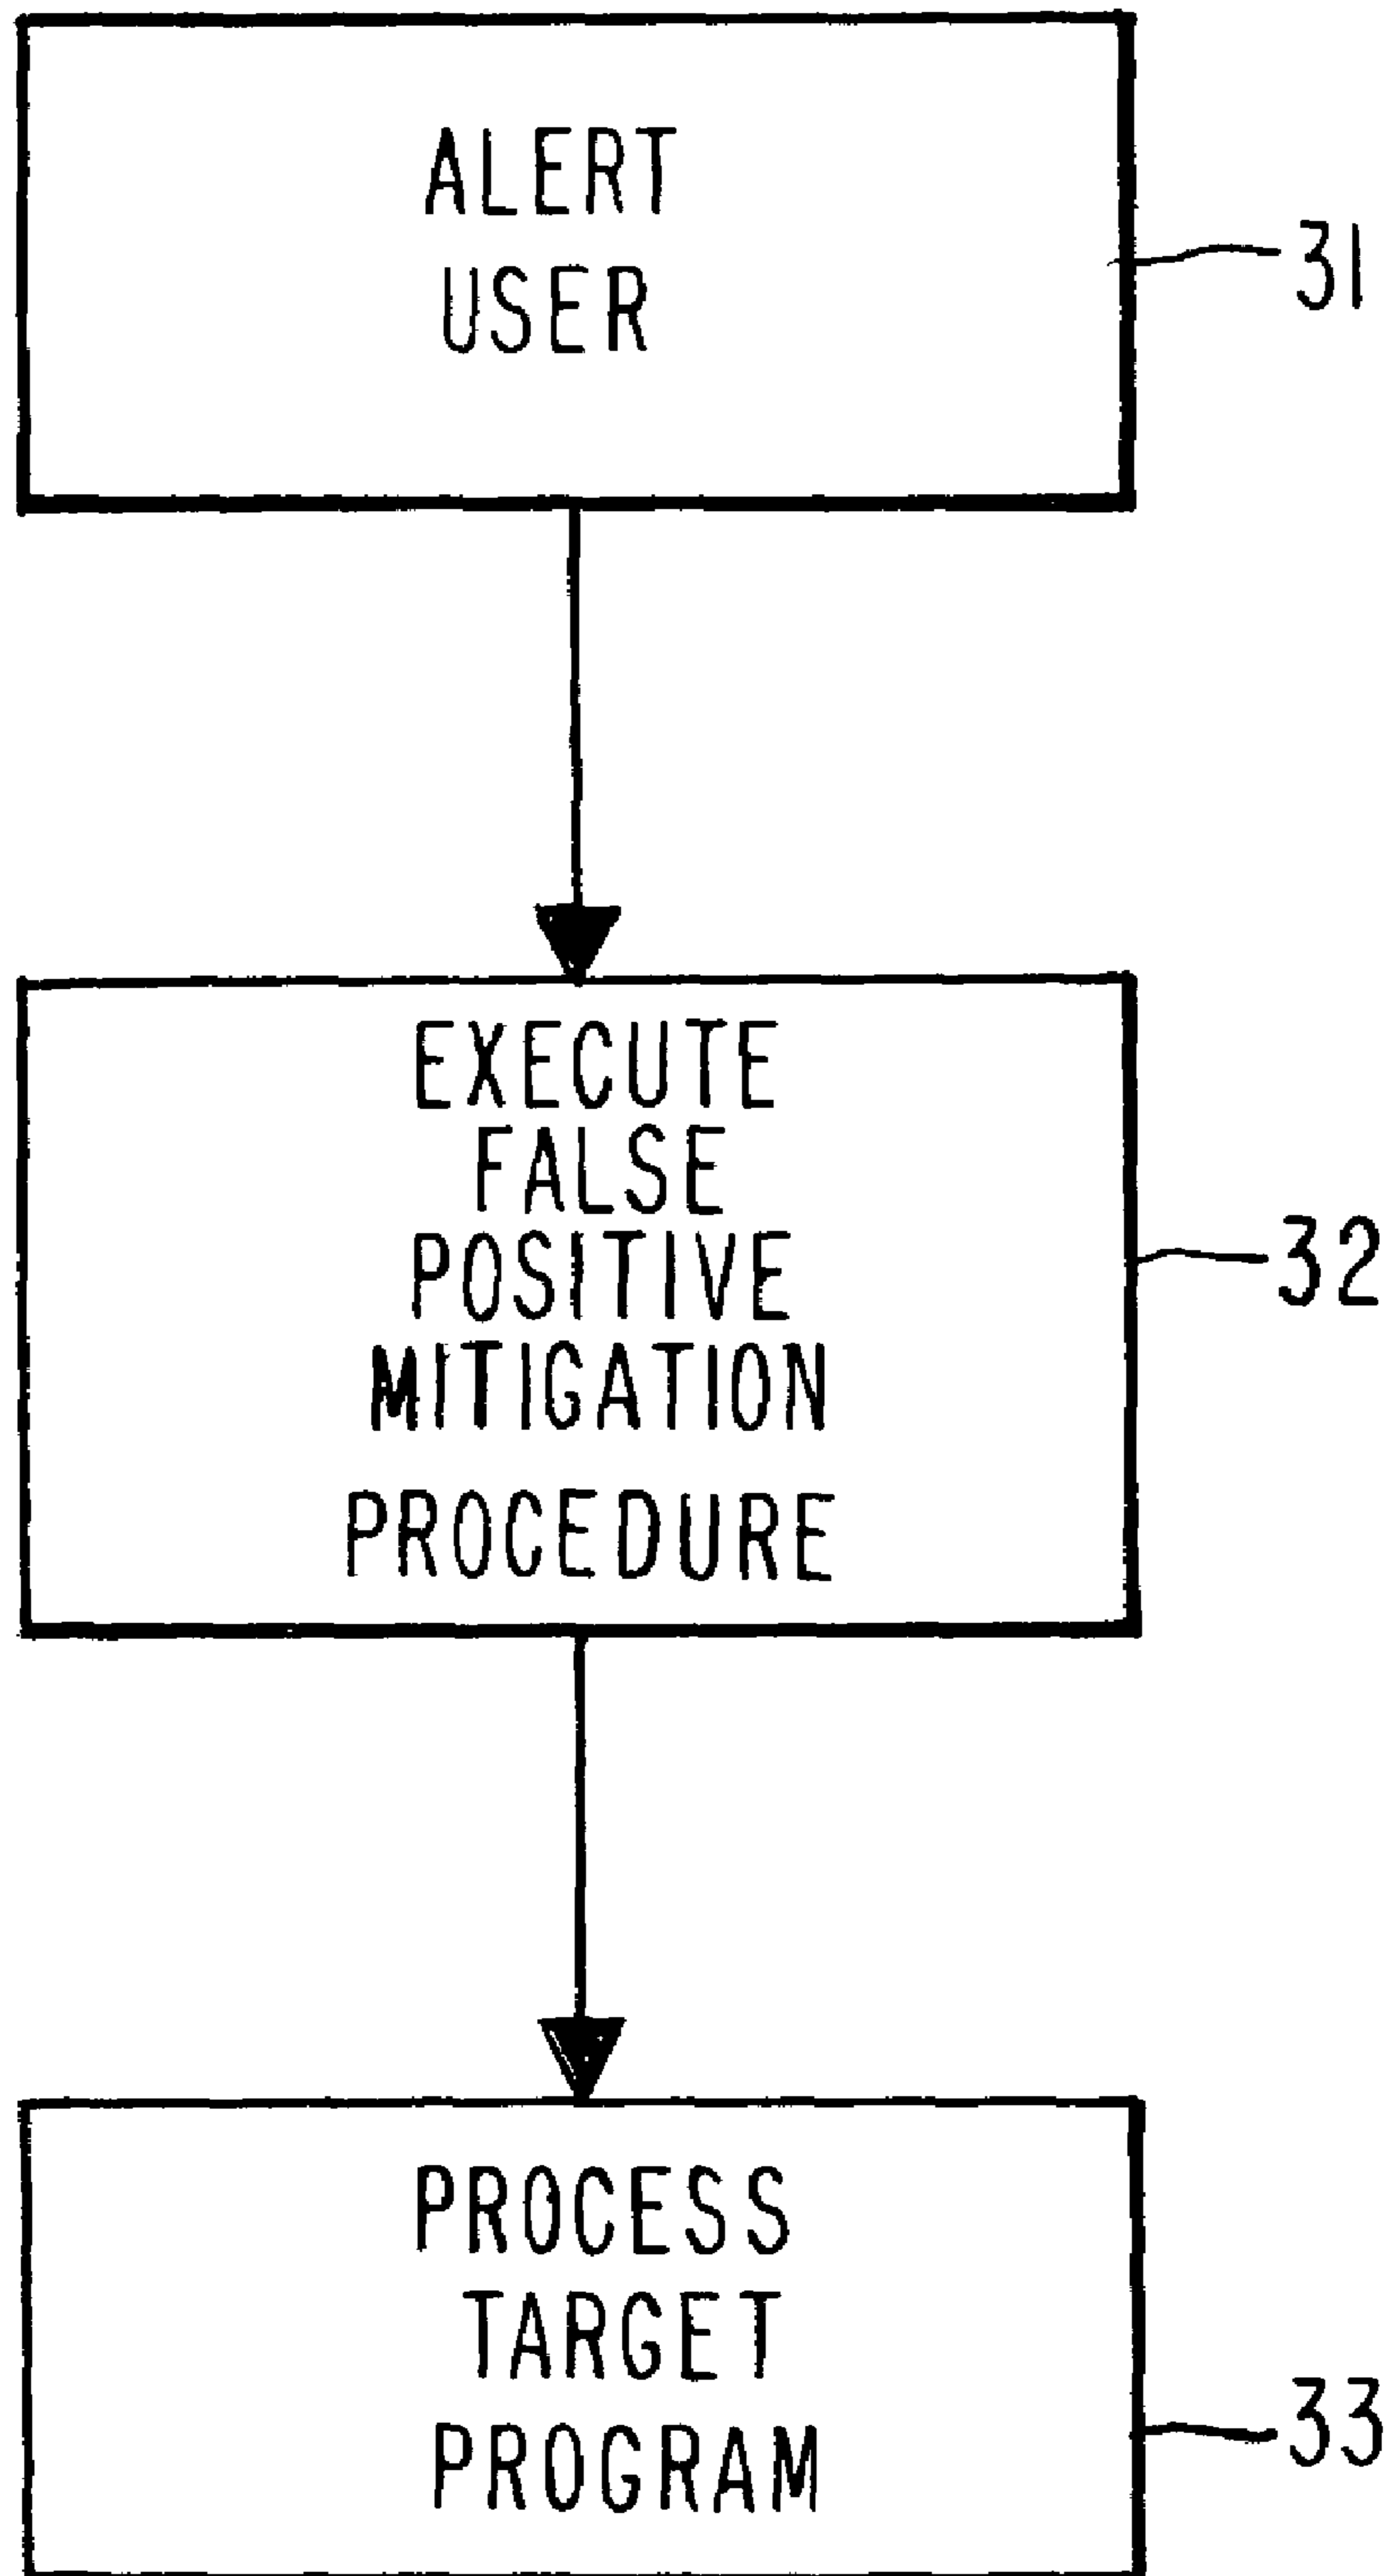 ALERT
USER
31
EXECUTE
FALSE
POSITIVE
MITIGATION
PROCEDURE
32
PROCESS
TARGET
PROGRAM
33